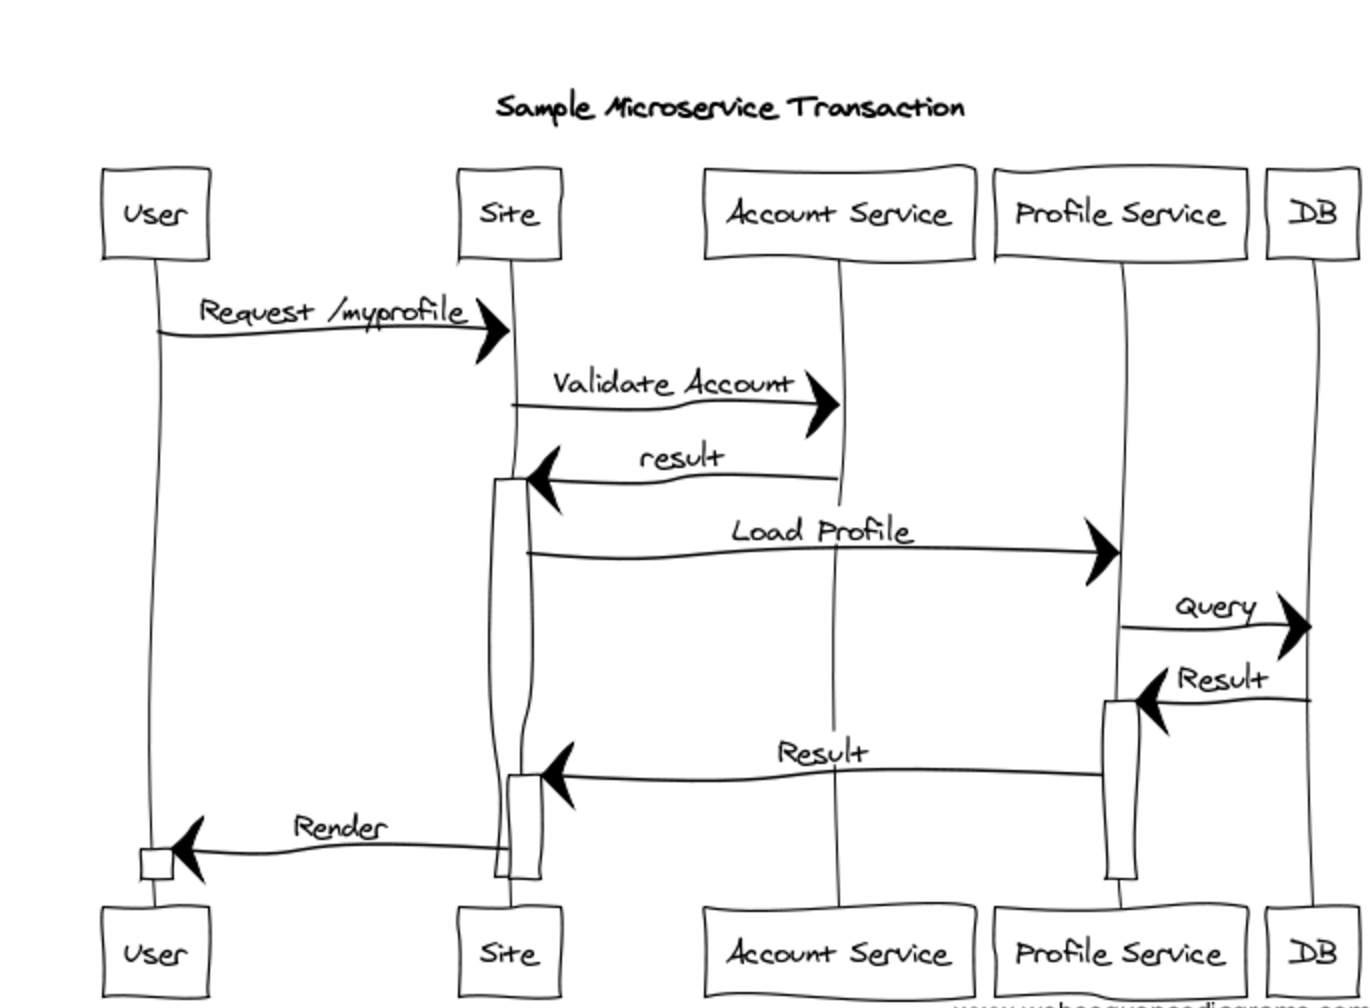 Sample Microservice Transaction
User
Site
Account Service
Profile Service
DB
Request /myprofile
Validate Account
result
Load Profile
Query
Result
Result
Render
User
Site
Account Service
Profile Service
DB